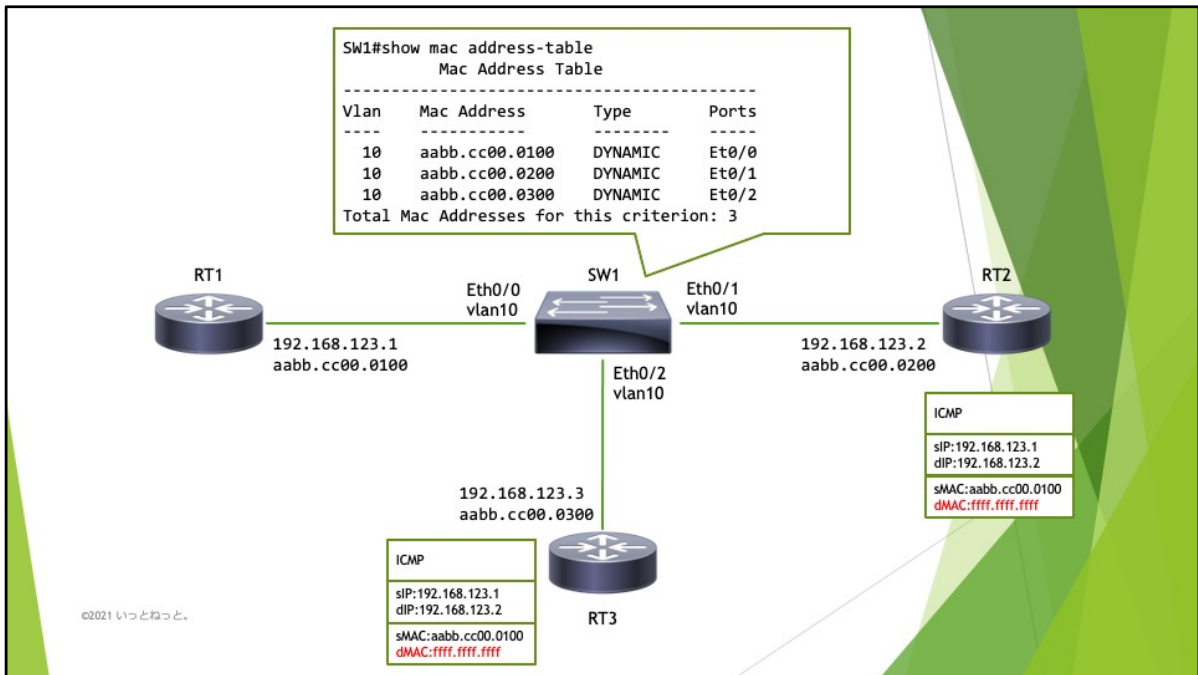 SW1#show mac address-table
Mac Address Table
-------------------------------------------
Vlan    Mac Address       Type        Ports
----    -----------       --------    -----
10    aabb.cc00.0100    DYNAMIC     Et0/0
10    aabb.cc00.0200    DYNAMIC     Et0/1
10    aabb.cc00.0300    DYNAMIC     Et0/2
Total Mac Addresses for this criterion: 3
RT1
SW1
RT2
Eth0/0
vlan10
Eth0/1
vlan10
192.168.123.1
aabb.cc00.0100
192.168.123.2
aabb.cc00.0200
Eth0/2
vlan10
ICMP
sIP:192.168.123.1
dIP:192.168.123.2
sMAC:aabb.cc00.0100
dMAC:ffff.ffff.ffff
192.168.123.3
aabb.cc00.0300
ICMP
sIP:192.168.123.1
dIP:192.168.123.2
sMAC:aabb.cc00.0100
dMAC:ffff.ffff.ffff
RT3
©2021 いっとねっと。